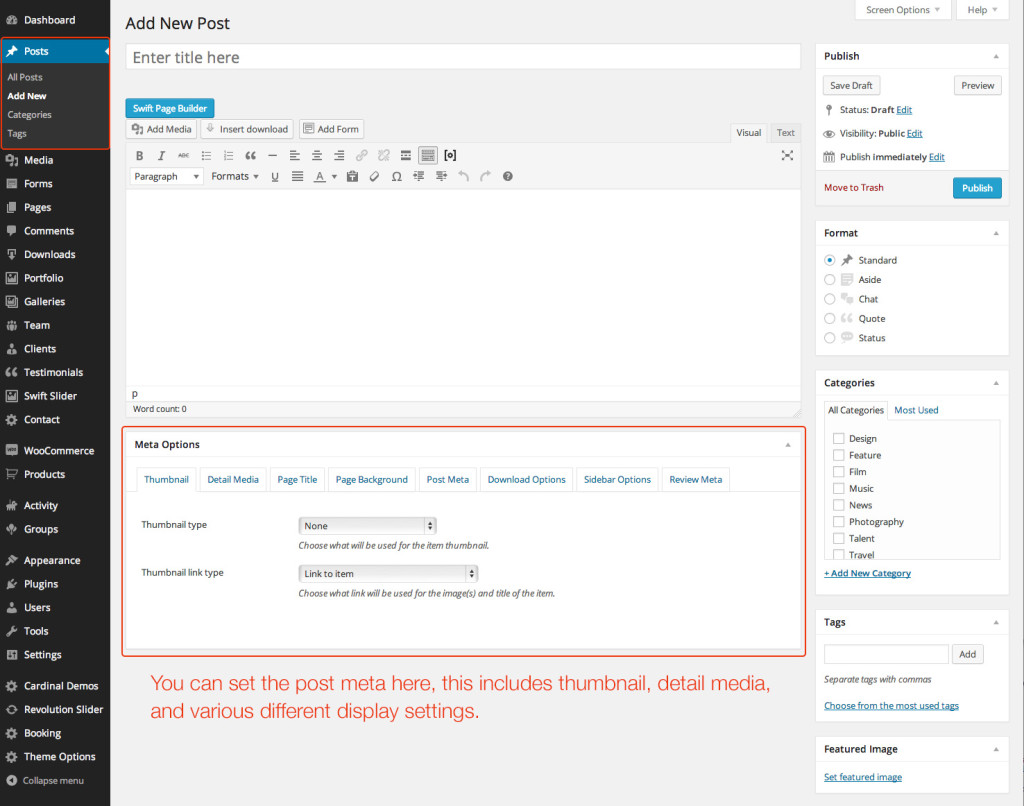 Dashboard
Posts
All Posts
Add New
Categories
Tags
Media
Forms
Pages
Comments
Downloads
Portfolio
Galleries
Team
Clients
Testimonials
Swift Slider
Contact
WooCommerce
Products
Activity
Groups
Appearance
Plugins
Users
Tools
Settings
Cardinal Demos
Revolution Slider
Booking
Theme Options
Collapse menu
Screen Options
Help
Add New Post
Enter title here
Swift Page Builder
Add Media
Insert download
Add Form
Visual
Text
B I ABC
Paragraph
Formats
U
A
Ω
p
Word count: 0
Meta Options
Thumbnail
Detail Media
Page Title
Page Background
Post Meta
Download Options
Sidebar Options
Review Meta
Thumbnail type
None
Choose what will be used for the item thumbnail.
Thumbnail link type
Link to item
Choose what link will be used for the image(s) and title of the item.
You can set the post meta here, this includes thumbnail, detail media,
and various different display settings.
Publish
Save Draft
Preview
Status: Draft Edit
Visibility: Public Edit
Publish immediately Edit
Move to Trash
Publish
Format
Standard
Aside
Chat
Quote
Status
Categories
All Categories
Most Used
Design
Feature
Film
Music
News
Photography
Talent
Travel
+ Add New Category
Tags
Add
Separate tags with commas
Choose from the most used tags
Featured Image
Set featured image